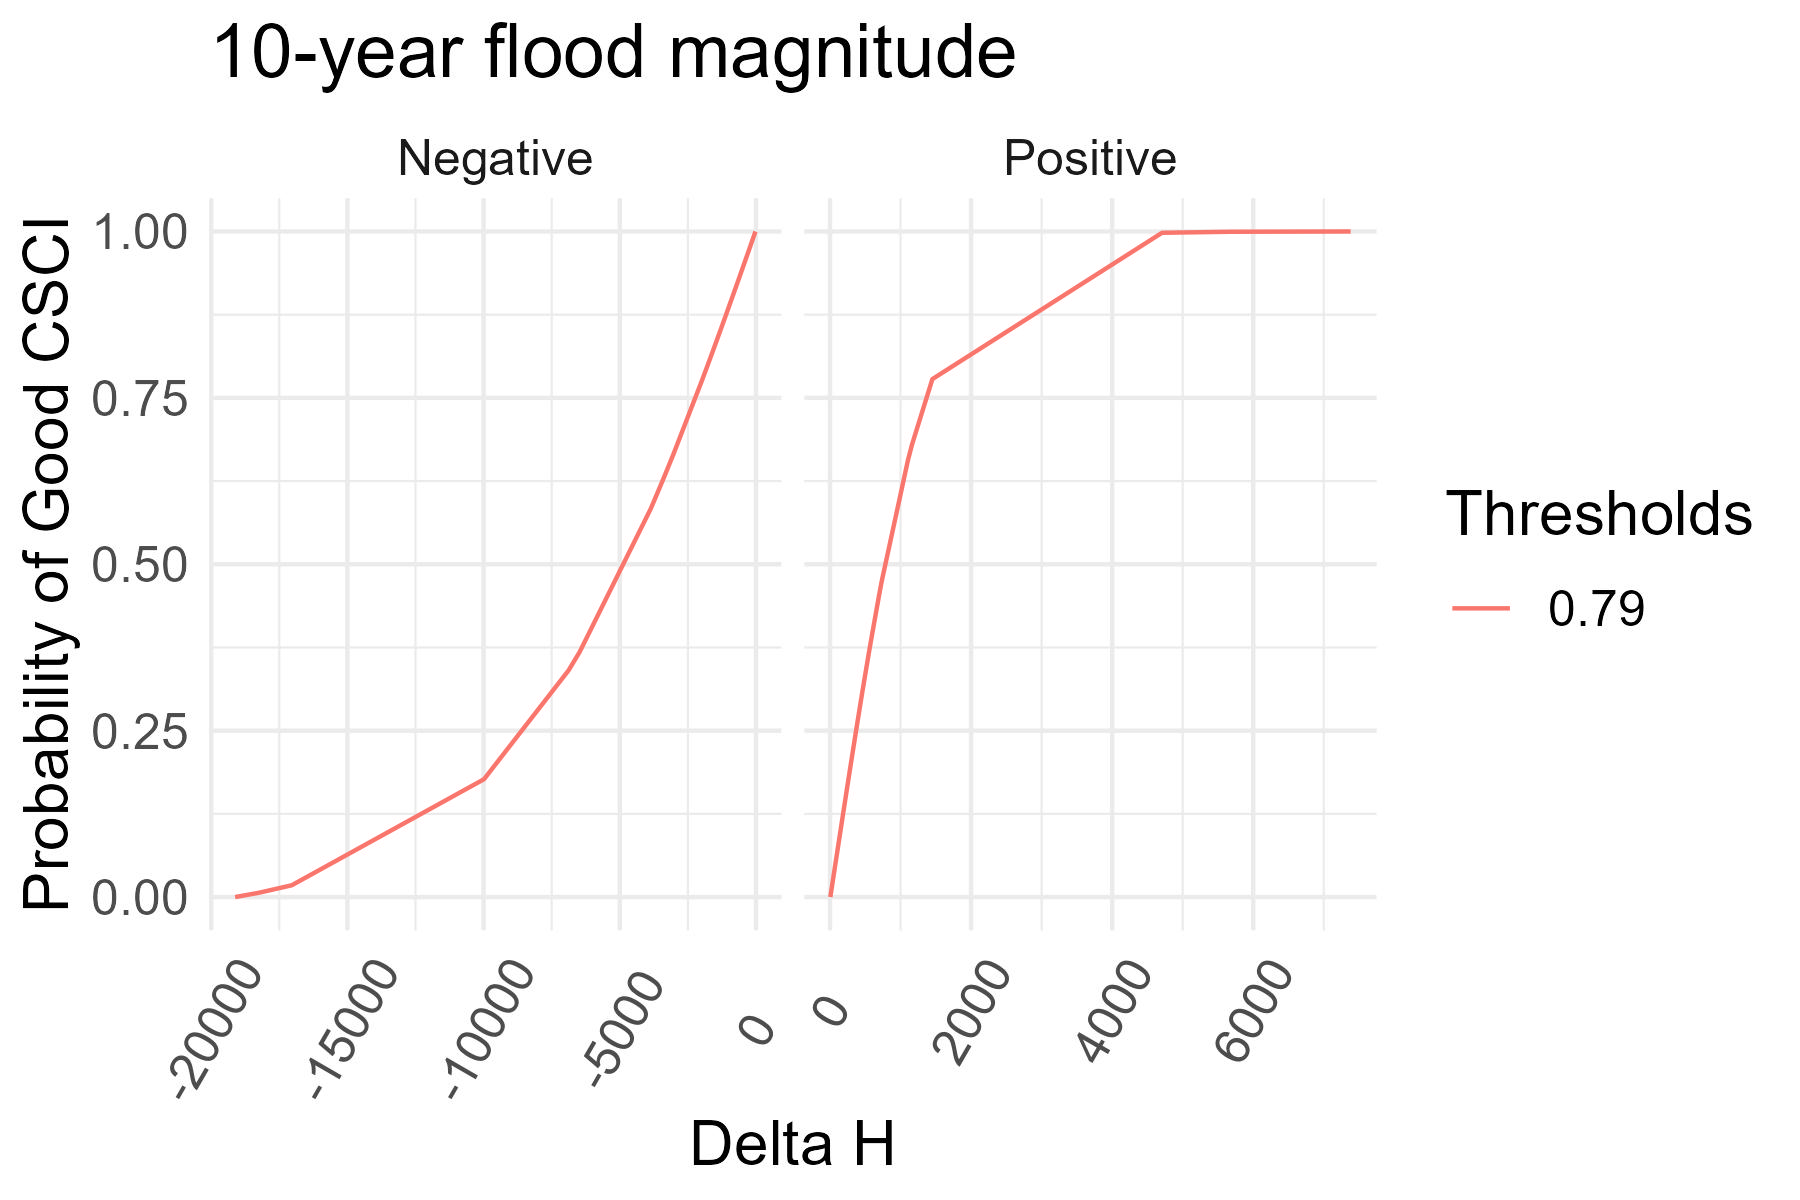 10-year flood magnitude
Negative
Positive
Probability of Good CSCI
1.00
0.75
0.50
0.25
0.00
-20000
-15000
-10000
-5000
0
0
2000
4000
6000
Delta H
Thresholds
0.79